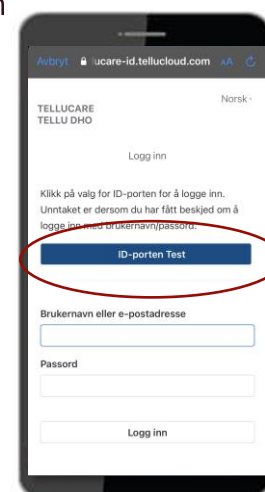 Avbryt ucare-id.tellucloud.com AA
TELLUCARE
TELLU DHO
Norsk
Logg inn
Klikk på valg for ID-porten for å logge inn.
Unntaket er dersom du har fått beskjed om å
logge inn med brukernavn/passord.
ID-porten Test
Brukernavn eller e-postadresse
Passord
Logg inn